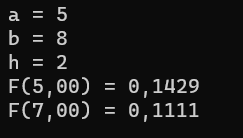 a = 5
b = 8
h = 2
F(5,00) = 0,1429
F(7,00) = 0,1111